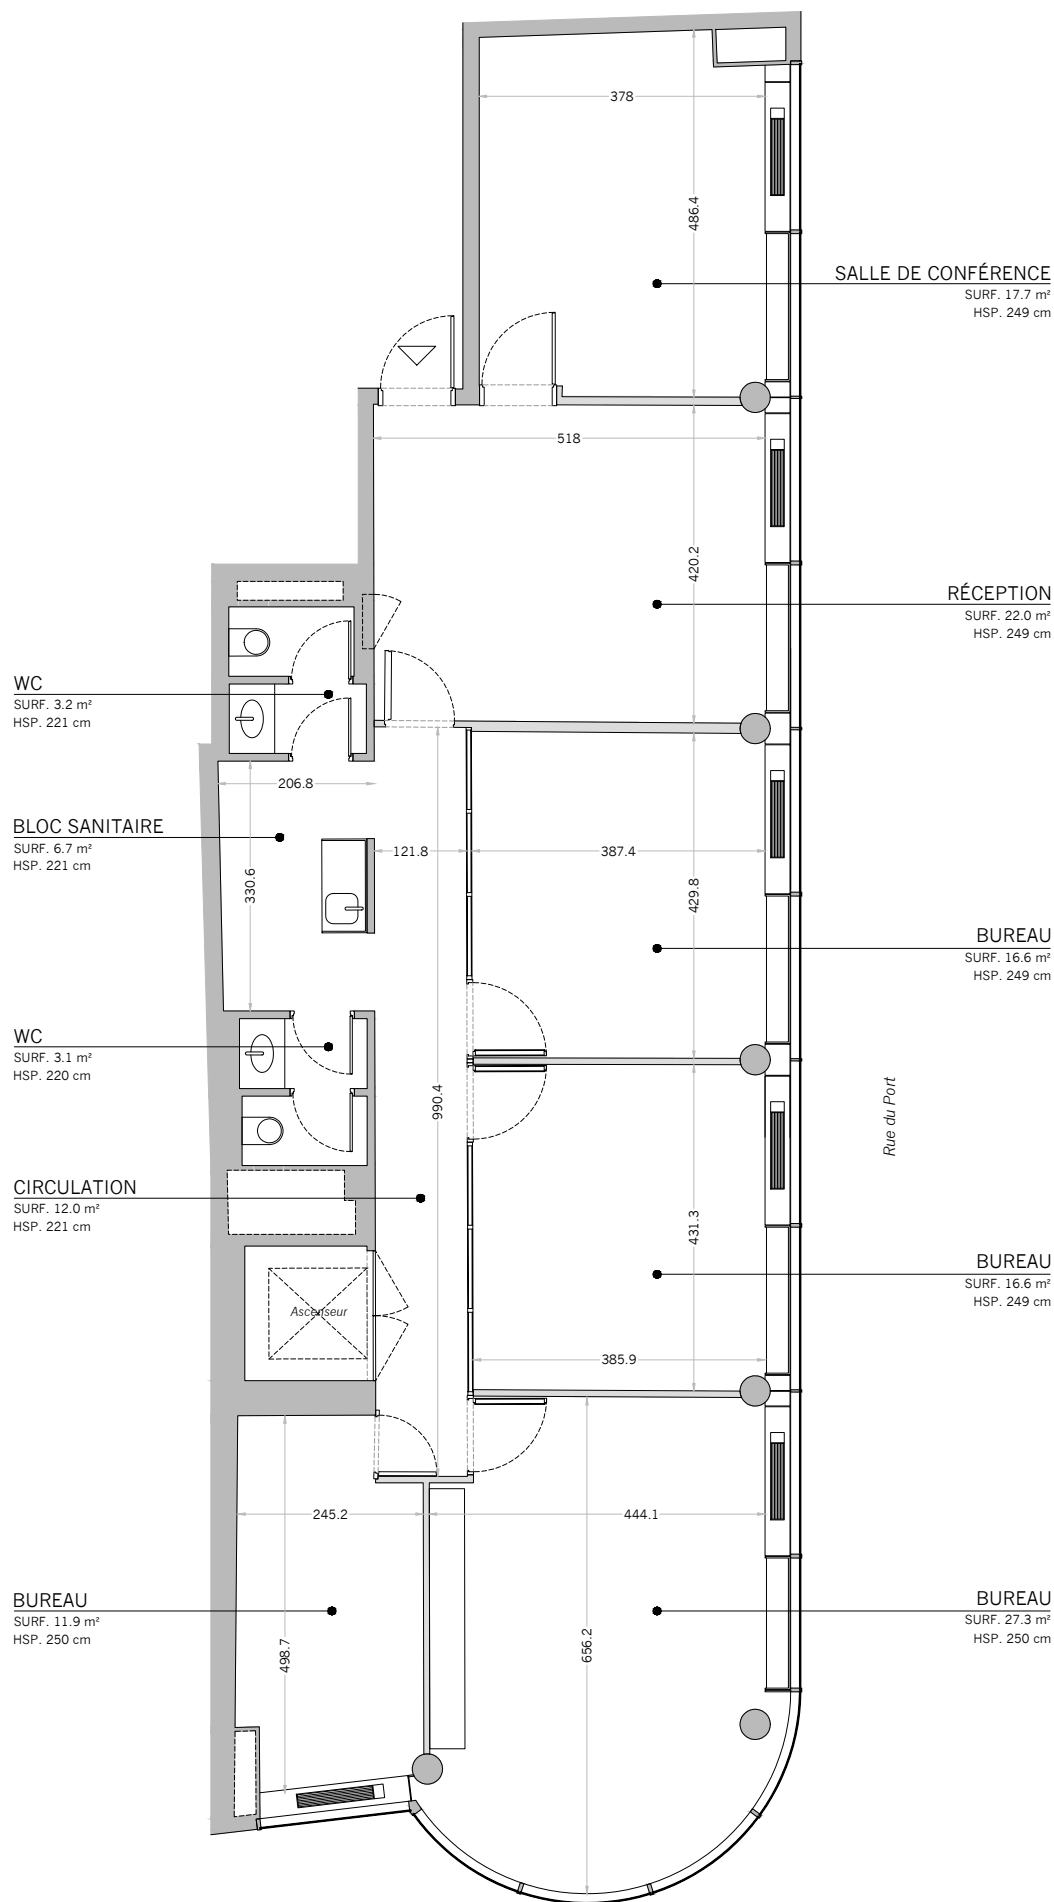 378
486.4
SALLE DE CONFÉRENCE
SURF. 17.7 m²
HSP. 249 cm
518
420.2
RÉCEPTION
SURF. 22.0 m²
HSP. 249 cm
WC
SURF. 3.2 m²
HSP. 221 cm
206.8
BLOC SANITAIRE
SURF. 6.7 m²
HSP. 221 cm
330.6
121.8
387.4
429.8
BUREAU
SURF. 16.6 m²
HSP. 249 cm
WC
SURF. 3.1 m²
HSP. 220 cm
990.4
Rue du Port
CIRCULATION
SURF. 12.0 m²
HSP. 221 cm
431.3
BUREAU
SURF. 16.6 m²
HSP. 249 cm
Ascenseur
385.9
245.2
444.1
BUREAU
SURF. 11.9 m²
HSP. 250 cm
498.7
656.2
BUREAU
SURF. 27.3 m²
HSP. 250 cm